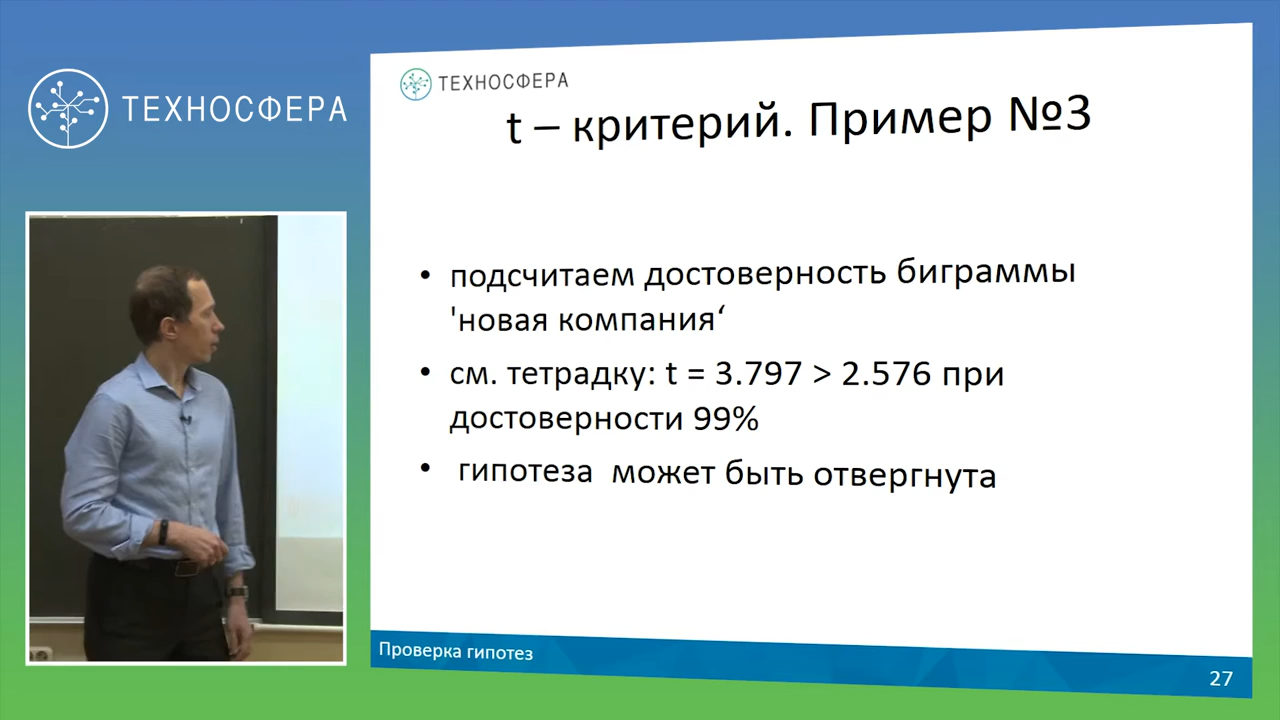 ТЕХНОСФЕРА
ТЕХНОСФЕРА
t – критерий. Пример №3
• подсчитаем достоверность биграммы
'новая компания‘
• см. тетрадку: t = 3.797 > 2.576 при
достоверности 99%
• гипотеза может быть отвергнута
Проверка гипотез
27